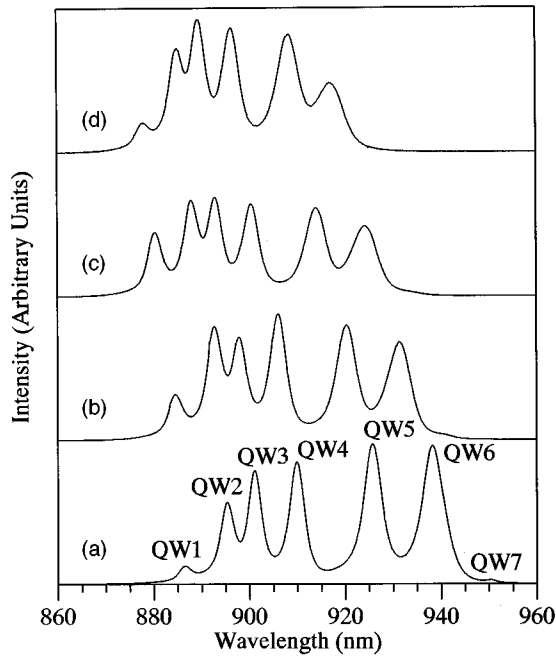 Intensity (Arbitrary Units)
(d)
(c)
(b)
(a)
QW1
QW2
QW3
QW4
QW5
QW6
QW7
860 880 900 920 940 960
Wavelength (nm)